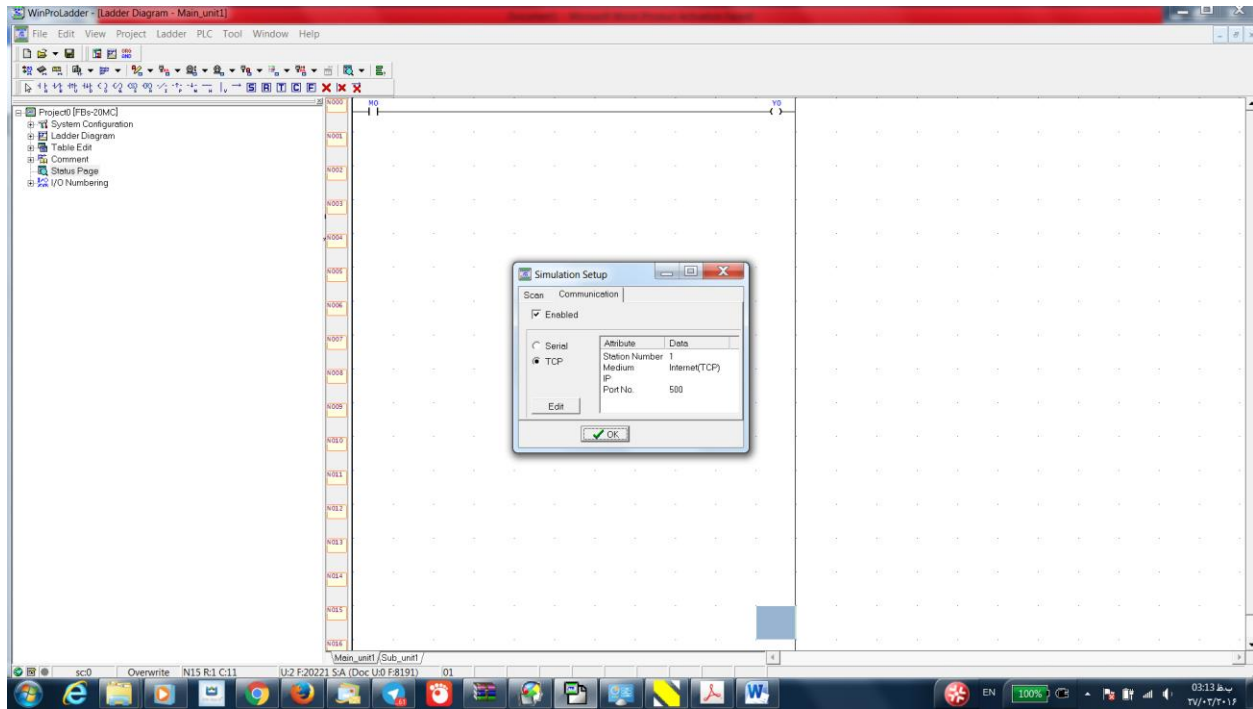 WinProLadder - [Ladder Diagram - Main_unit1]
File Edit View Project Ladder PLC Tool Window Help
S R T C F
Project0 [FBs-20MC]
System Configuration
Ladder Diagram
Table Edit
Comment
Status Page
I/O Numbering
N000 M0 Y0
N001
N002
N003
N004
N005
N006
N007
N008
N009
N010
N011
N012
N013
N014
N015
N016
Simulation Setup
Scan Communication
Enabled
Serial
TCP
Edit
Attribute Data
Station Number 1
Medium Internet(TCP)
IP
Port No. 500
OK
Main_unit1 Sub_unit1
sc:0 Overwrite N15 R:1 C:11 U:2 F:20221 S:A (Doc U:0 F:8191) 01
EN 100% 03:13 ب.ظ